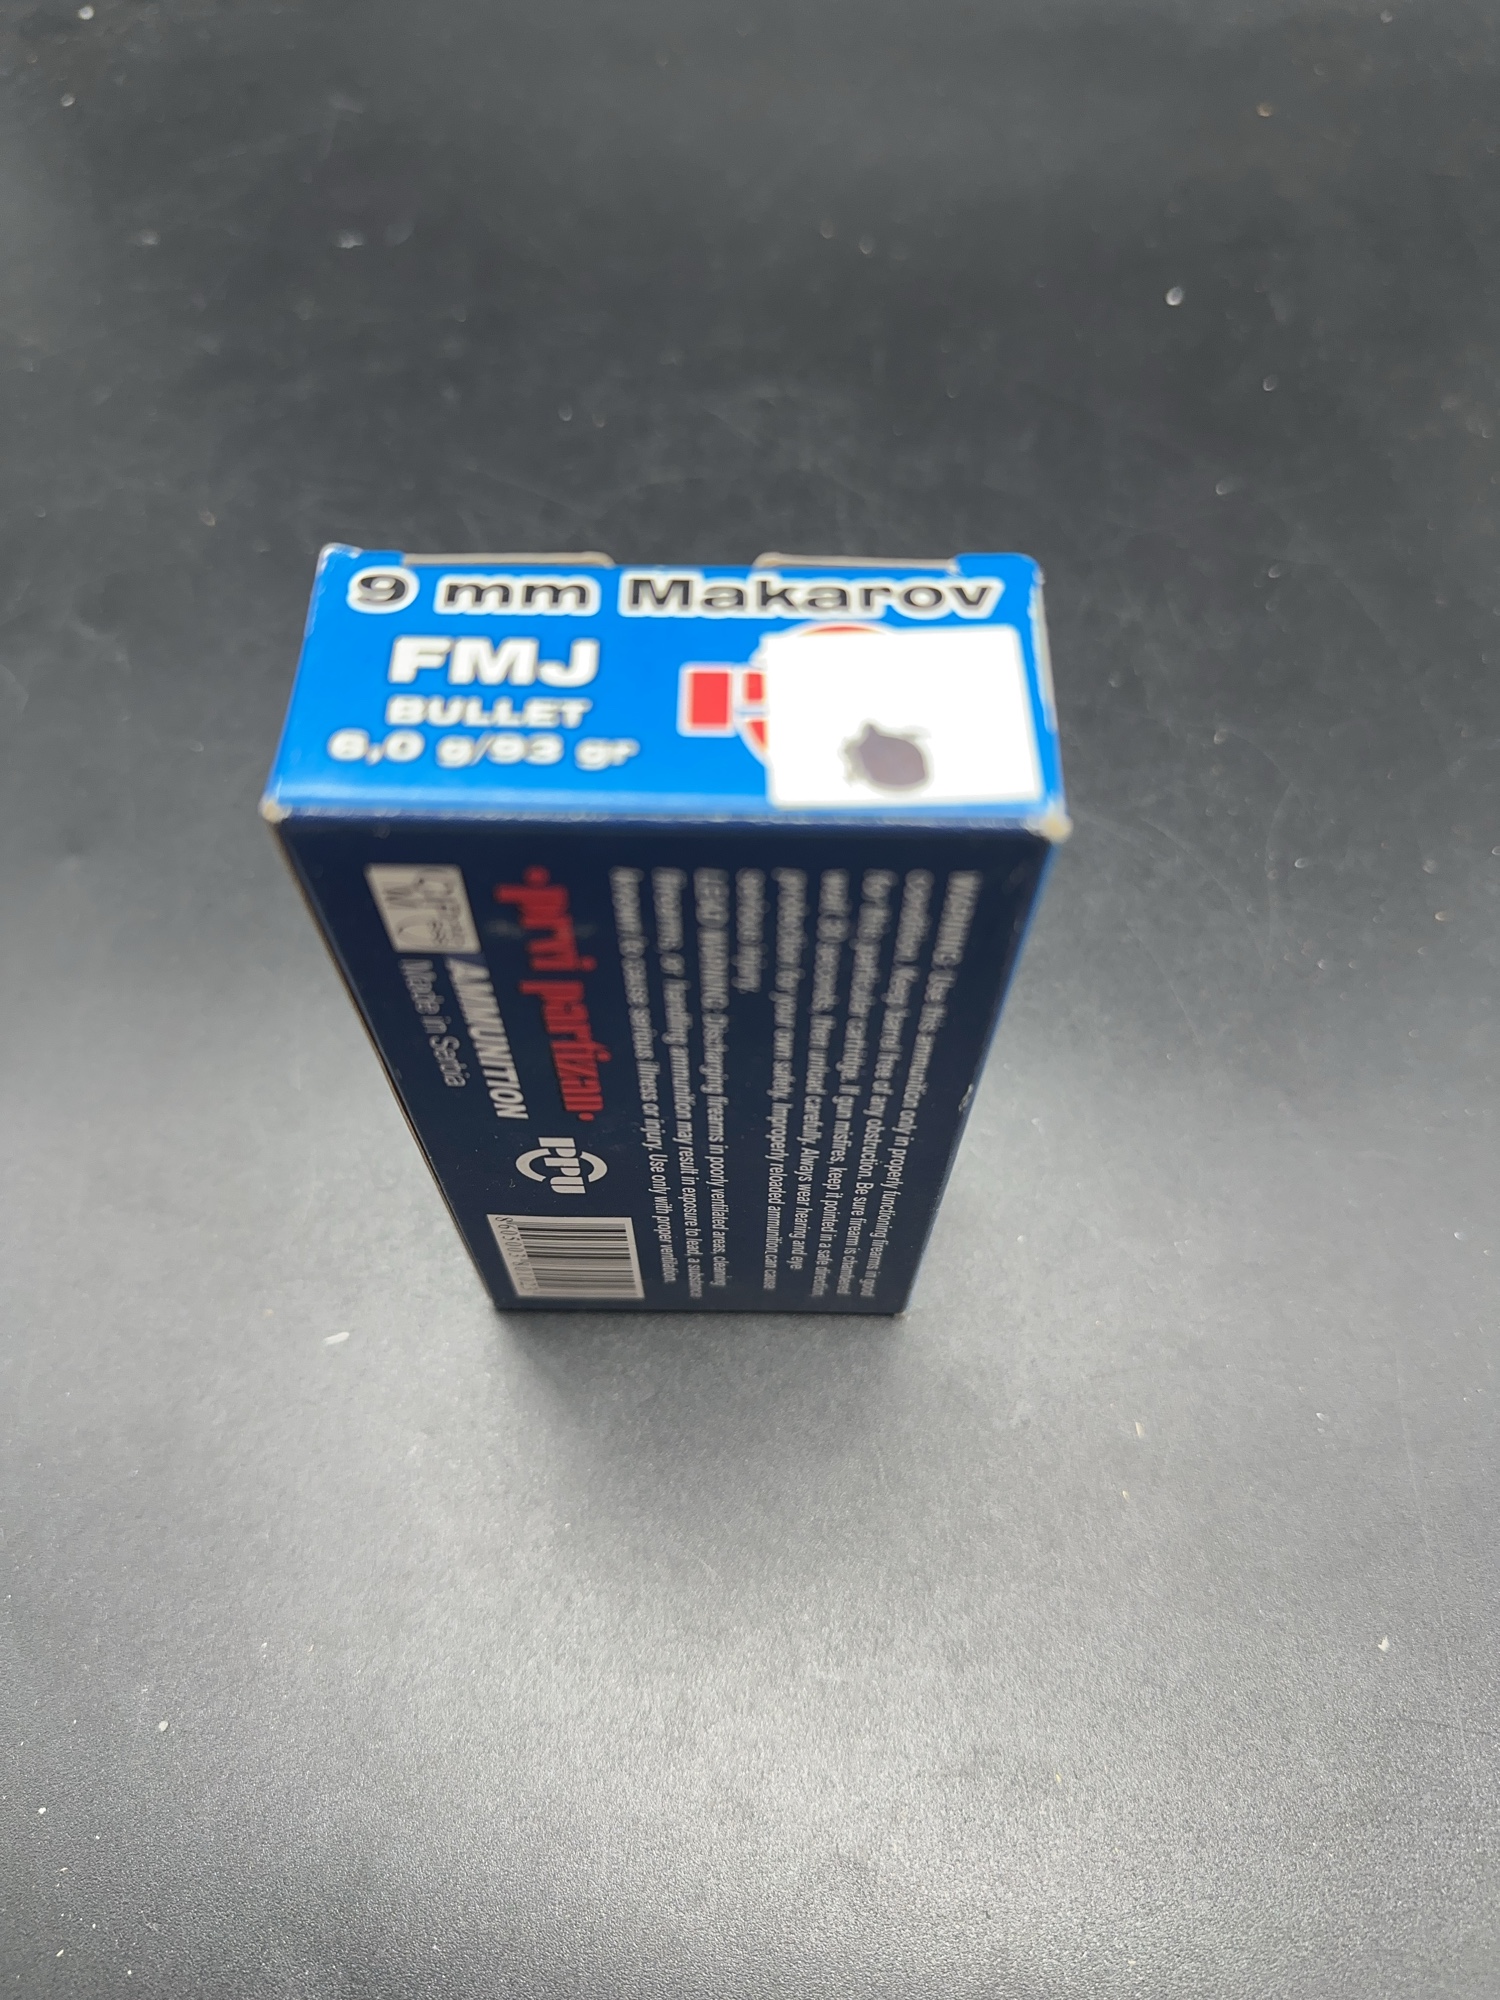 9 mm Makarov
FMJ
BULLET
6,0 g/93 gr
WARNING: Use this ammunition only in properly functioning firearms in good
condition. Keep barrel free of any obstruction. Be sure firearm is chambered
for this particular cartridge. If gun misfires, keep it pointed in a safe direction,
wait 30 seconds, then unload carefully. Always wear hearing and eye
protection for your own safety. Improperly reloaded ammunition can cause
serious injury.
LEAD WARNING: Discharging firearms in poorly ventilated areas, cleaning
firearms or handling ammunition may result in exposure to lead, a substance
known to cause serious illness or injury. Use only with proper ventilation.
•prvi partizan•
PPU
AMMUNITION
Made in Serbia